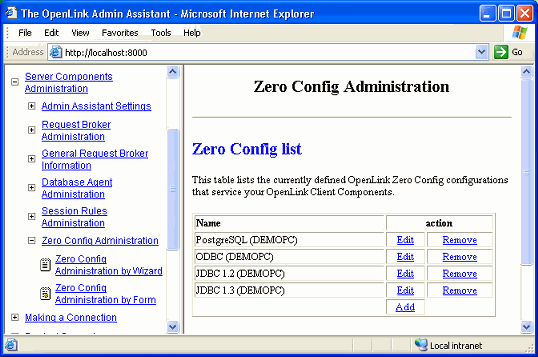 The OpenLink Admin Assistant - Microsoft Internet Explorer
File Edit View Favorites Tools Help
Address http://localhost:8000 Go
Server Components
Administration
Admin Assistant Settings
Request Broker
Administration
General Request Broker
Information
Database Agent
Administration
Session Rules
Administration
Zero Config Administration
Zero Config
Administration by Wizard
Zero Config
Administration by Form
Making a Connection
Zero Config Administration
Zero Config list
This table lists the currently defined OpenLink Zero Config configurations
that service your OpenLink Client Components.
Name action
PostgreSQL (DEMOPC) Edit Remove
ODBC (DEMOPC) Edit Remove
JDBC 1.2 (DEMOPC) Edit Remove
JDBC 1.3 (DEMOPC) Edit Remove
Add
Local intranet